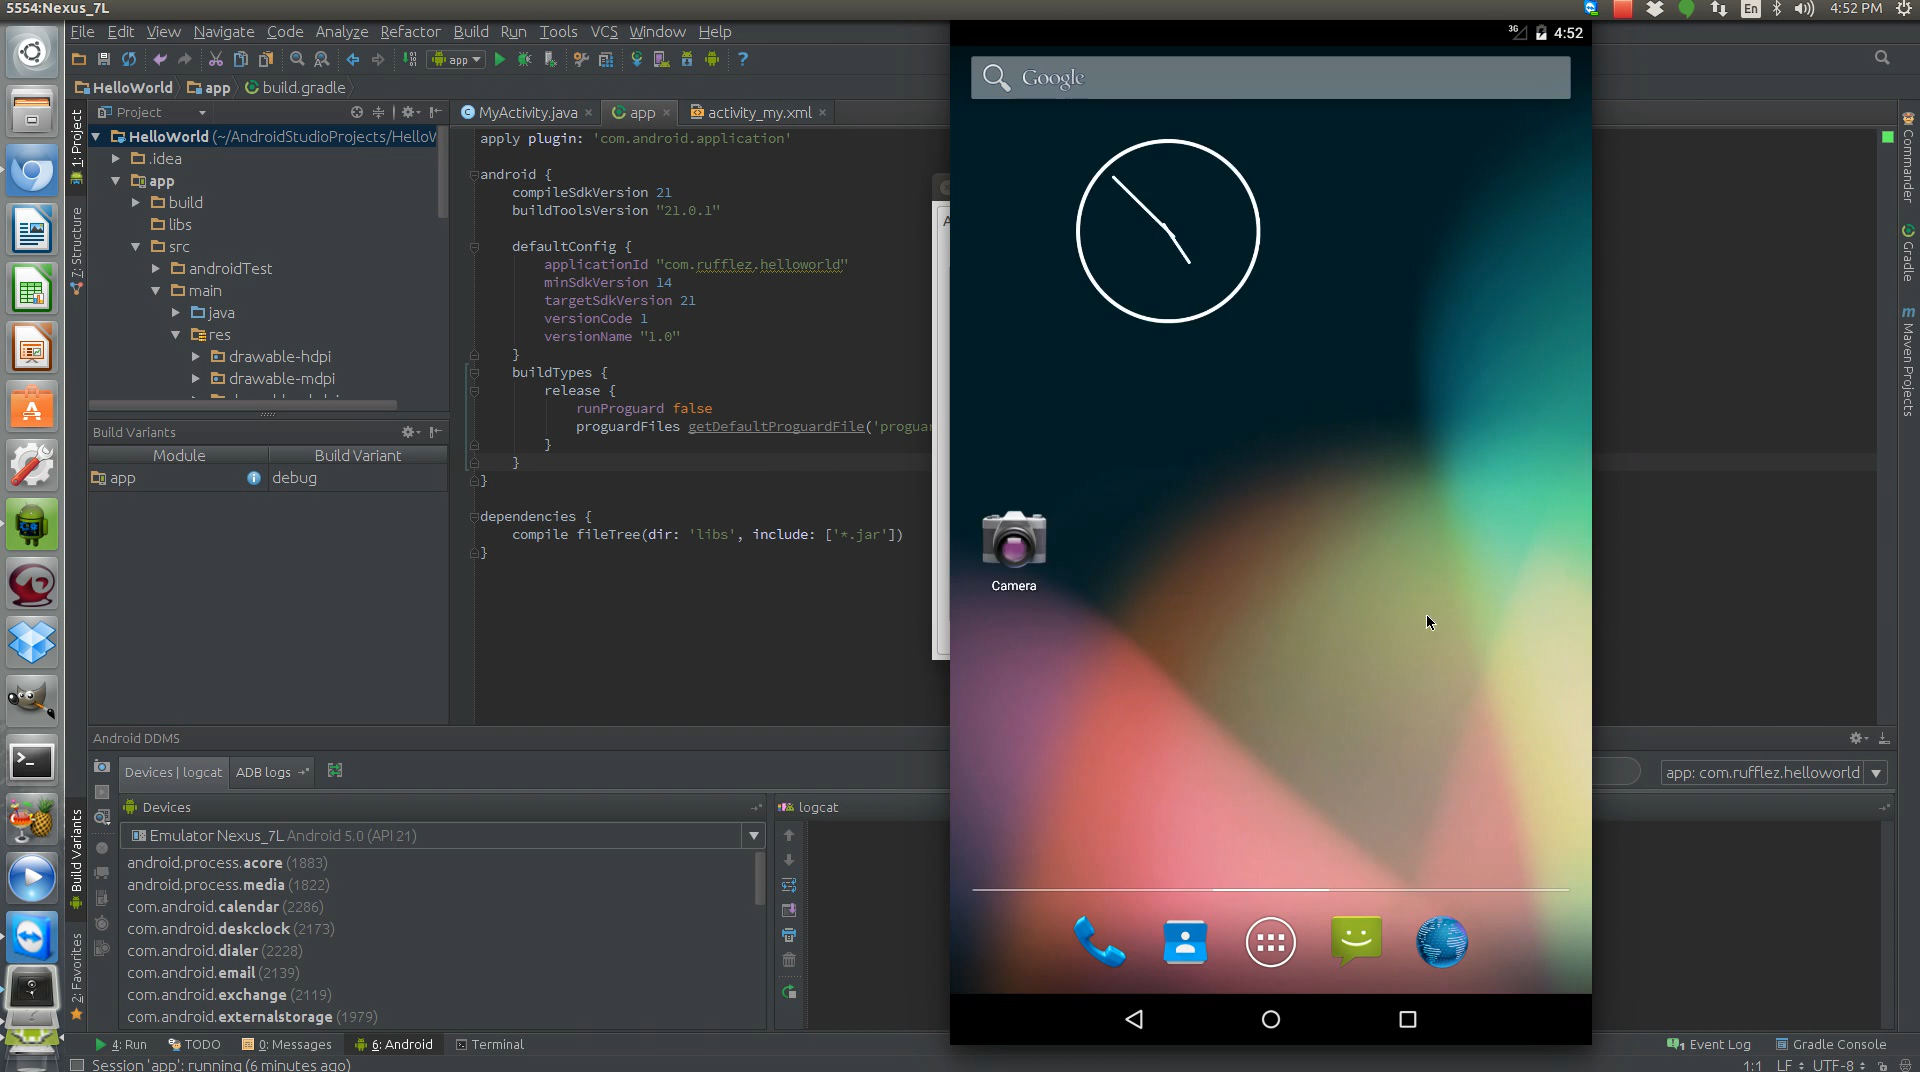 5554:Nexus_7L
En
4:52 PM
File Edit View Navigate Code Analyze Refactor Build Run Tools VCS Window Help
app
HelloWorld app build.gradle
Project
MyActivity.java app activity_my.xml
1: Project
7: Structure
Build Variants
2: Favorites
HelloWorld (~/AndroidStudioProjects/HelloW
.idea
app
build
libs
src
androidTest
main
java
res
drawable-hdpi
drawable-mdpi
Build Variants
Module Build Variant
app debug
apply plugin: 'com.android.application'
android {
compileSdkVersion 21
buildToolsVersion "21.0.1"
defaultConfig {
applicationId "com.rufflez.helloworld"
minSdkVersion 14
targetSdkVersion 21
versionCode 1
versionName "1.0"
}
buildTypes {
release {
runProguard false
proguardFiles getDefaultProguardFile('proguar
}
}
}
dependencies {
compile fileTree(dir: 'libs', include: ['*.jar'])
}
3G 4:52
Google
Camera
Commander
Gradle
m Maven Projects
Android DDMS
Devices | logcat ADB logs
app: com.rufflez.helloworld
Devices
logcat
Emulator Nexus_7L Android 5.0 (API 21)
android.process.acore (1883)
android.process.media (1822)
com.android.calendar (2286)
com.android.deskclock (2173)
com.android.dialer (2228)
com.android.email (2139)
com.android.exchange (2119)
com.android.externalstorage (1979)
4: Run TODO 0: Messages 6: Android Terminal
1 Event Log Gradle Console
Session 'app': running (6 minutes ago)
1:1 LF UTF-8